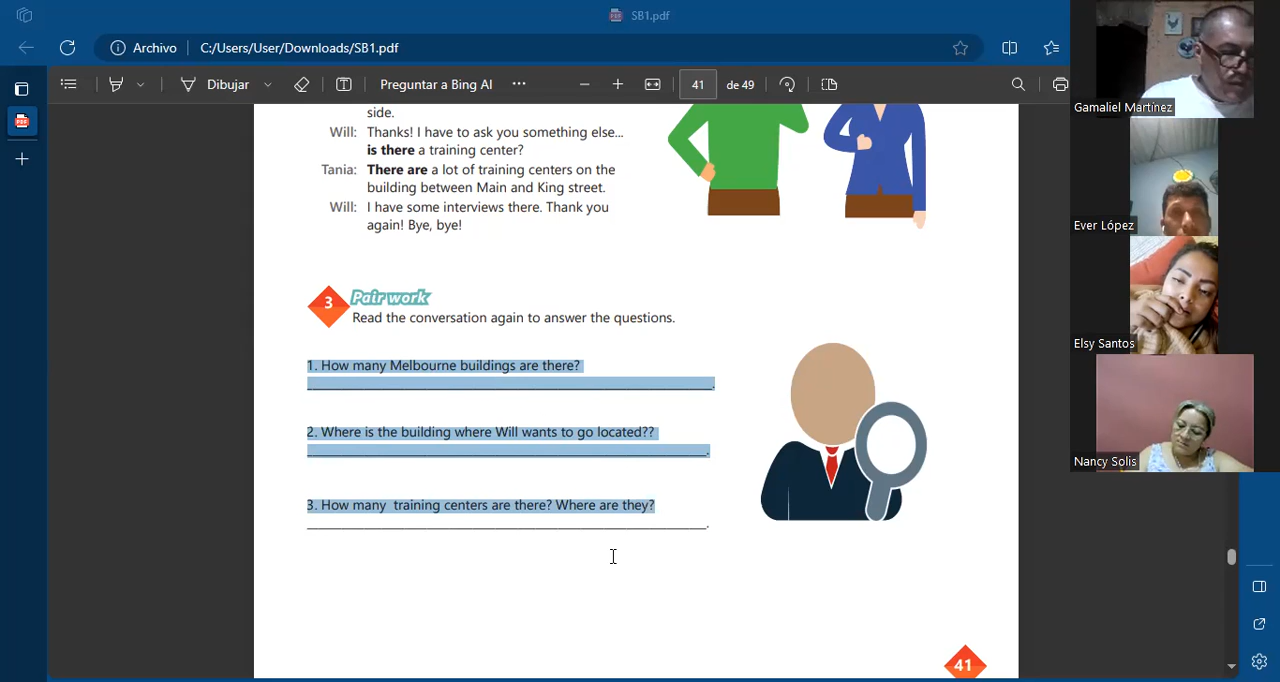 SB1.pdf
Archivo C:/Users/User/Downloads/SB1.pdf
Dibujar Preguntar a Bing AI 41 de 49
side.
Will: Thanks! I have to ask you something else...
is there a training center?
Tania: There are a lot of training centers on the
building between Main and King street.
Will: I have some interviews there. Thank you
again! Bye, bye!
3 Pair work
Read the conversation again to answer the questions.
1. How many Melbourne buildings are there?
2. Where is the building where Will wants to go located??
3. How many training centers are there? Where are they?
41
Gamaliel Martínez
Ever López
Elsy Santos
Nancy Solis